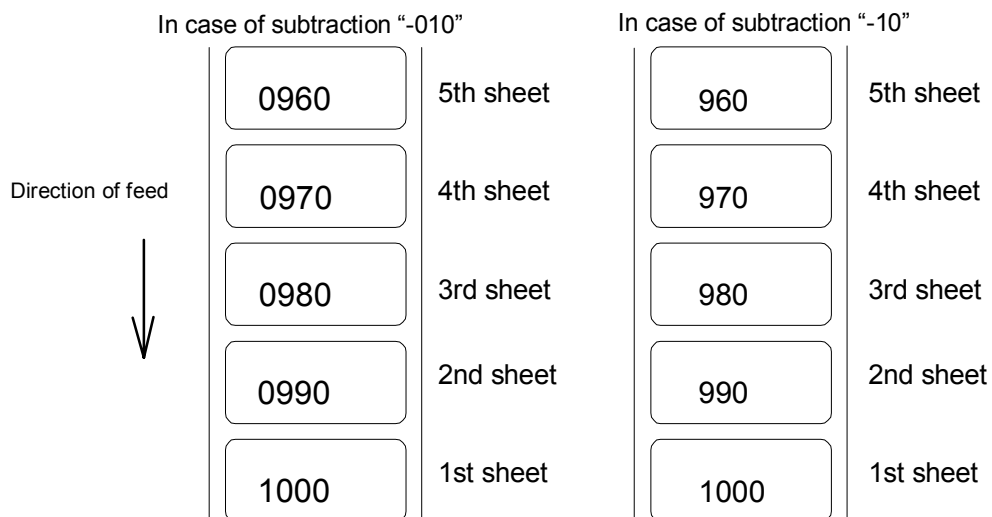 In case of subtraction “-010”
0960 5th sheet
0970 4th sheet
0980 3rd sheet
0990 2nd sheet
1000 1st sheet
Direction of feed
In case of subtraction “-10”
960 5th sheet
970 4th sheet
980 3rd sheet
990 2nd sheet
1000 1st sheet